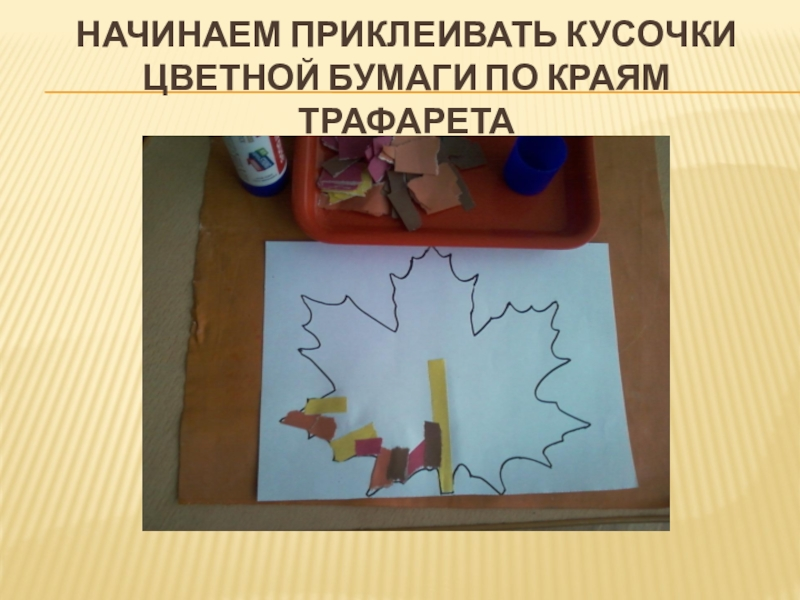 НАЧИНАЕМ ПРИКЛЕИВАТЬ КУСОЧКИ
ЦВЕТНОЙ БУМАГИ ПО КРАЯМ
ТРАФАРЕТА